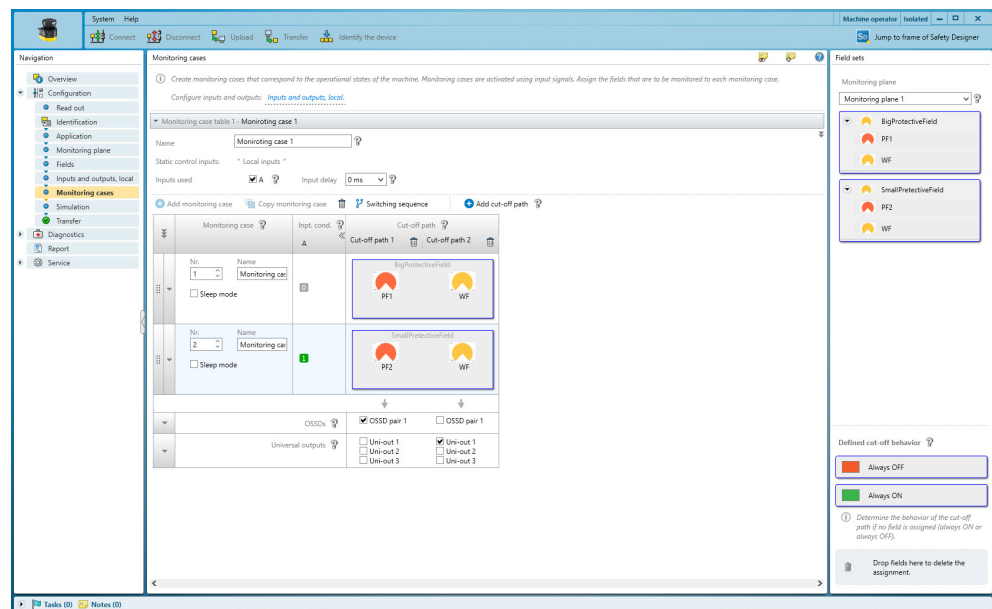 System Help
Machine operator Isolated
Connect Disconnect Upload Transfer Identify the device
So Jump to frame of Safety Designer
Navigation
Overview
Configuration
Read out
Identification
Application
Monitoring plane
Fields
Inputs and outputs, local
Monitoring cases
Simulation
Transfer
Diagnostics
Report
Service
Monitoring cases
Create monitoring cases that correspond to the operational states of the machine. Monitoring cases are activated using input signals. Assign the fields that are to be monitored to each monitoring case.
Configure inputs and outputs: Inputs and outputs, local.
Monitoring case table 1 - Moniroting case 1
Name Moniroting case 1
Static control inputs: " Local inputs "
Inputs used A Input delay 0 ms
Add monitoring case Copy monitoring case Switching sequence Add cut-off path
Monitoring case Inpt. cond. Cut-off path
A Cut-off path 1 Cut-off path 2
Nr. Name BigProtectiveField
1 Monitoring cas
Sleep mode 0 PF1 WF
Nr. Name SmallPretectiveField
2 Monitoring cas
Sleep mode 1 PF2 WF
OSSDs OSSD pair 1 OSSD pair 1
Universal outputs Uni-out 1 Uni-out 1
Uni-out 2 Uni-out 2
Uni-out 3 Uni-out 3
Field sets
Monitoring plane
Monitoring plane 1
BigProtectiveField
PF1
WF
SmallPretectiveField
PF2
WF
Defined cut-off behavior
Always OFF
Always ON
Determine the behavior of the cut-off
path if no field is assigned (always ON or
always OFF).
Drop fields here to delete the
assignment.
Tasks (0) Notes (0)